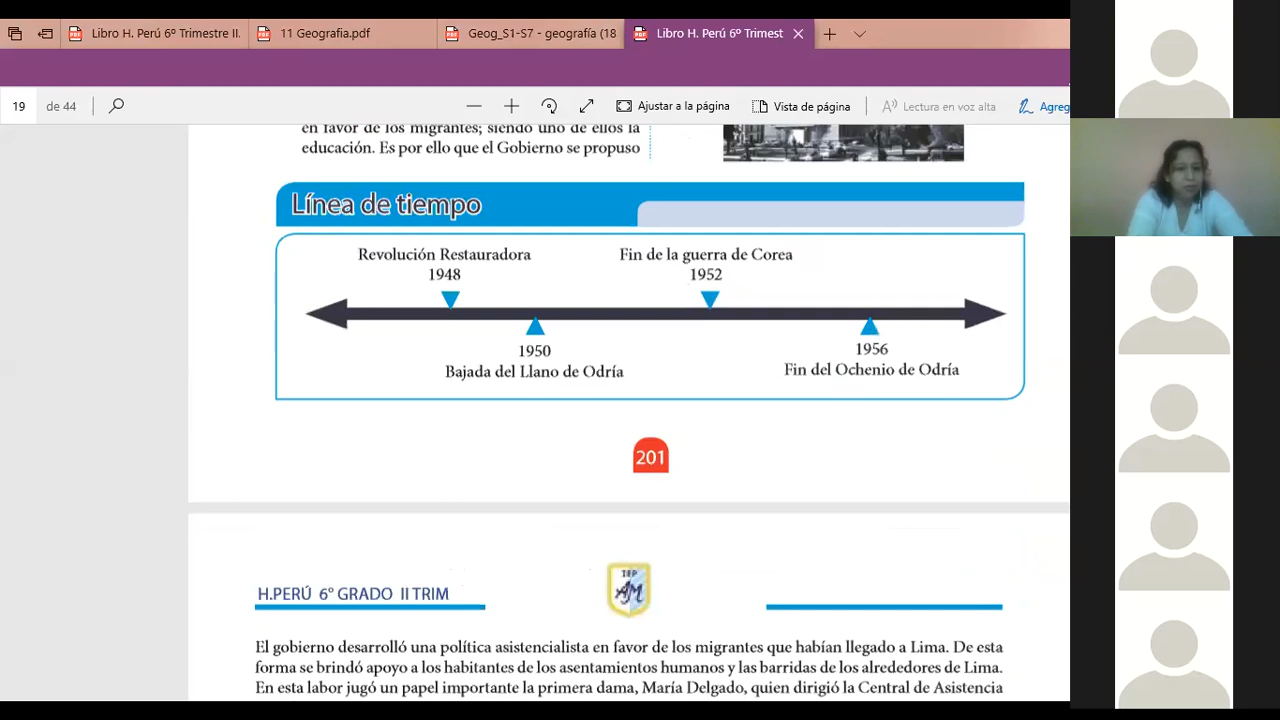 Libro H. Perú 6º Trimestre II.
11 Geografia.pdf
Geog_S1-S7 - geografía (18
Libro H. Perú 6º Trimest
19 de 44
Ajustar a la página
Vista de página
Lectura en voz alta
Agreg
en favor de los migrantes; siendo uno de ellos la
educación. Es por ello que el Gobierno se propuso
Línea de tiempo
Revolución Restauradora
1948
Fin de la guerra de Corea
1952
1950
Bajada del Llano de Odría
1956
Fin del Ochenio de Odría
201
H.PERÚ 6° GRADO II TRIM
IEP
AM
El gobierno desarrolló una política asistencialista en favor de los migrantes que habían llegado a Lima. De esta
forma se brindó apoyo a los habitantes de los asentamientos humanos y las barridas de los alrededores de Lima.
En esta labor jugó un papel importante la primera dama, María Delgado, quien dirigió la Central de Asistencia